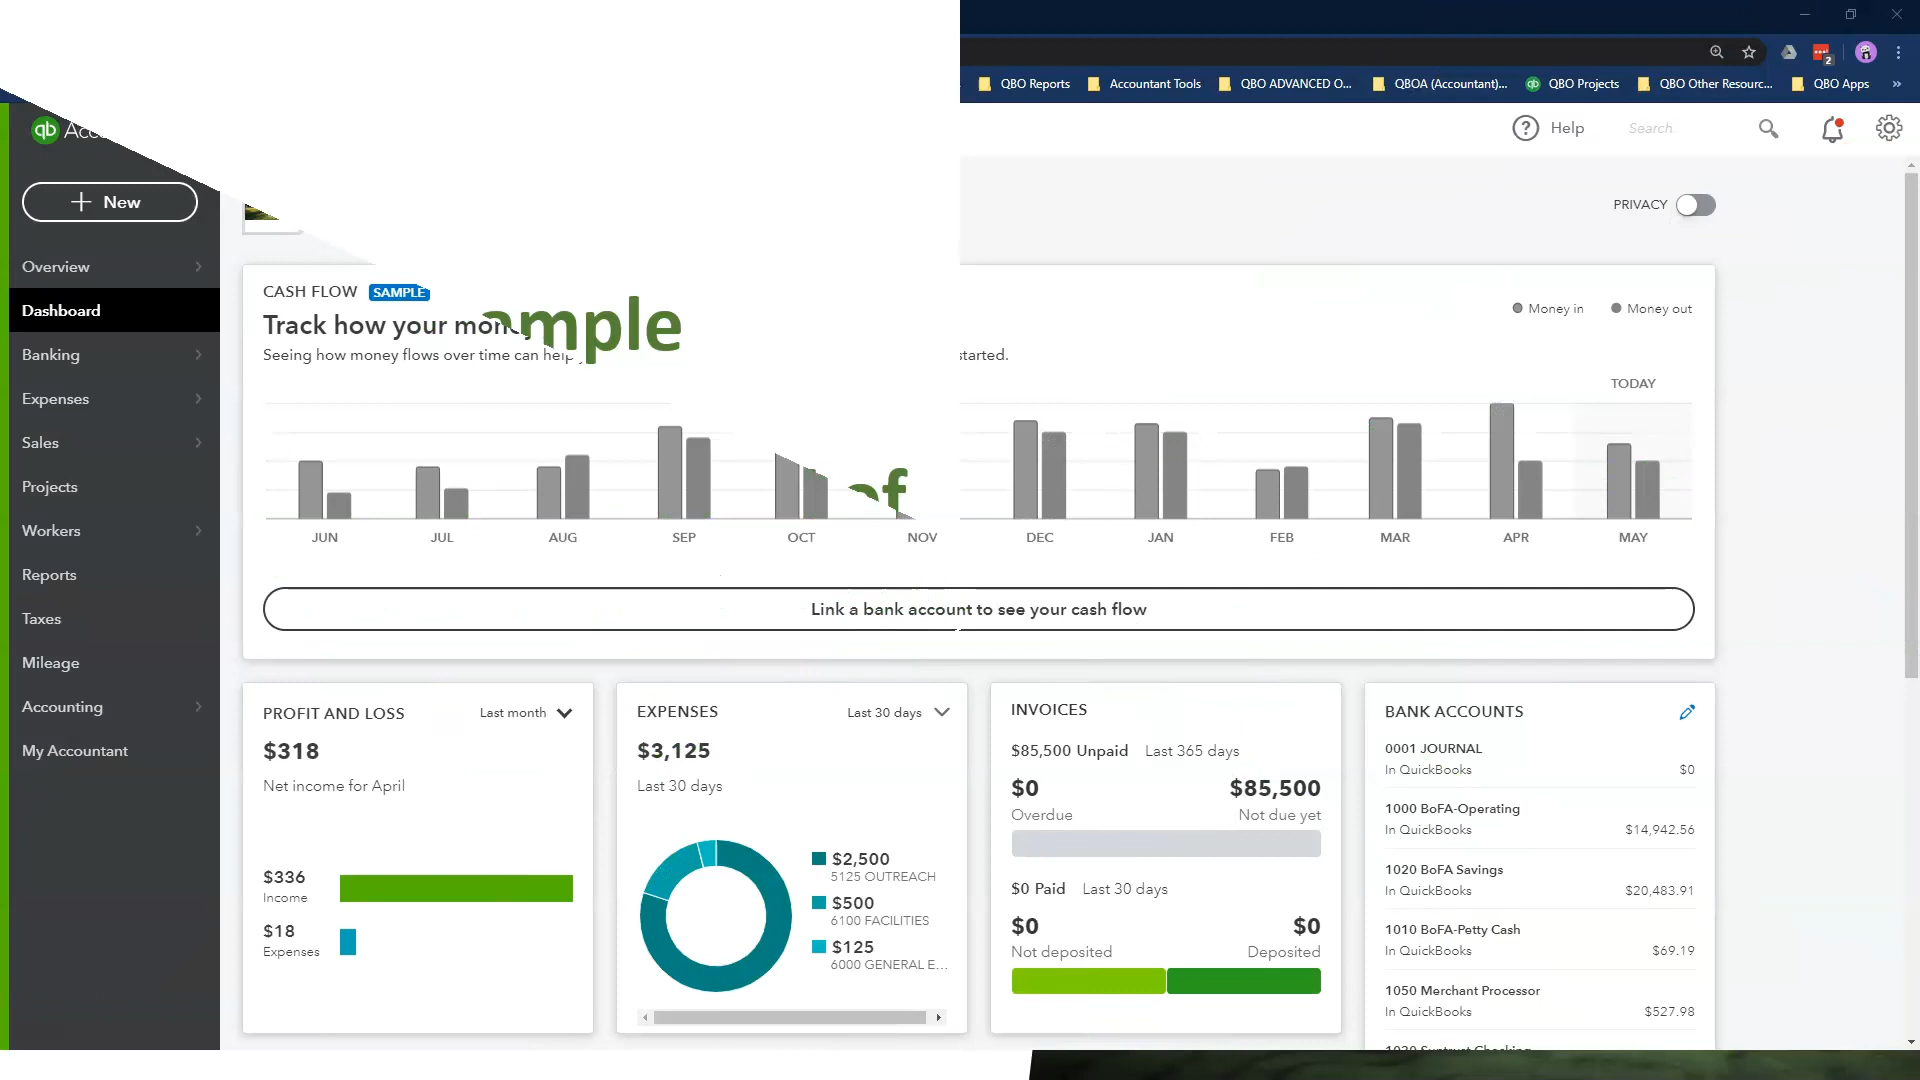 QBO Reports
Accountant Tools
QBO ADVANCED O...
QBOA (Accountant)...
QBO Projects
QBO Other Resourc...
QBO Apps
»
2
qb
Help
Search
New
PRIVACY
Overview
Dashboard
Banking
Expenses
Sales
Projects
Workers
Reports
Taxes
Mileage
Accounting
My Accountant
CASH FLOW SAMPLE
Track how your
Seeing how money flows over time can
started.
Money in Money out
TODAY
of
JUN JUL AUG SEP OCT NOV DEC JAN FEB MAR APR MAY
Link a bank account to see your cash flow
PROFIT AND LOSS
Last month
$318
Net income for April
$336
Income
$18
Expenses
EXPENSES
Last 30 days
$3,125
Last 30 days
$2,500
5125 OUTREACH
$500
6100 FACILITIES
$125
6000 GENERAL E...
INVOICES
$85,500 Unpaid Last 365 days
$0 $85,500
Overdue Not due yet
$0 Paid Last 30 days
$0 $0
Not deposited Deposited
BANK ACCOUNTS
0001 JOURNAL
In QuickBooks $0
1000 BoFA-Operating
In QuickBooks $14,942.56
1020 BoFA Savings
In QuickBooks $20,483.91
1010 BoFA-Petty Cash
In QuickBooks $69.19
1050 Merchant Processor
In QuickBooks $527.98